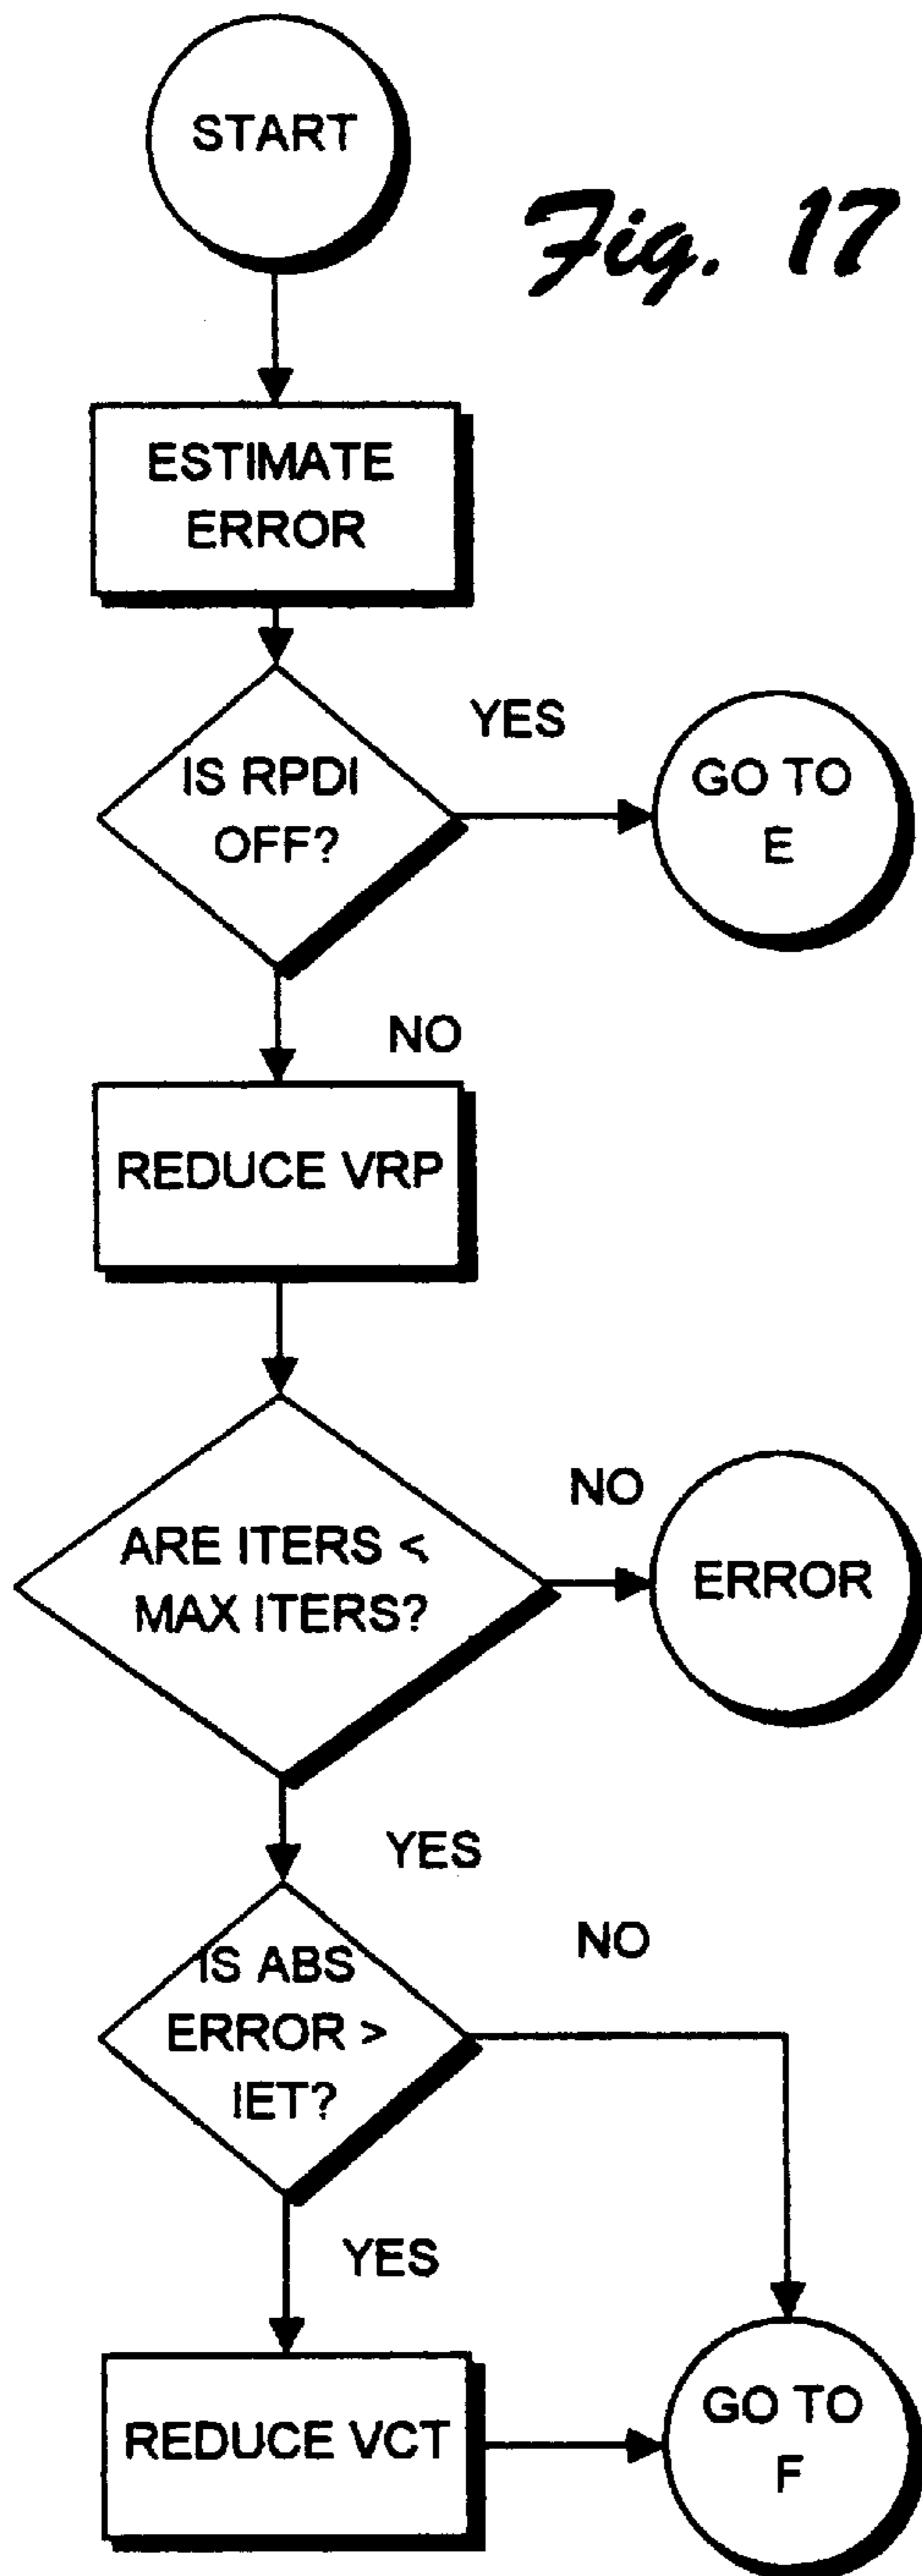 START
Fig. 17
ESTIMATE
ERROR
YES
IS RPDI
OFF?
GO TO
E
NO
REDUCE VRP
NO
ARE ITERS <
MAX ITERS?
ERROR
YES
NO
IS ABS
ERROR >
IET?
YES
REDUCE VCT
GO TO
F